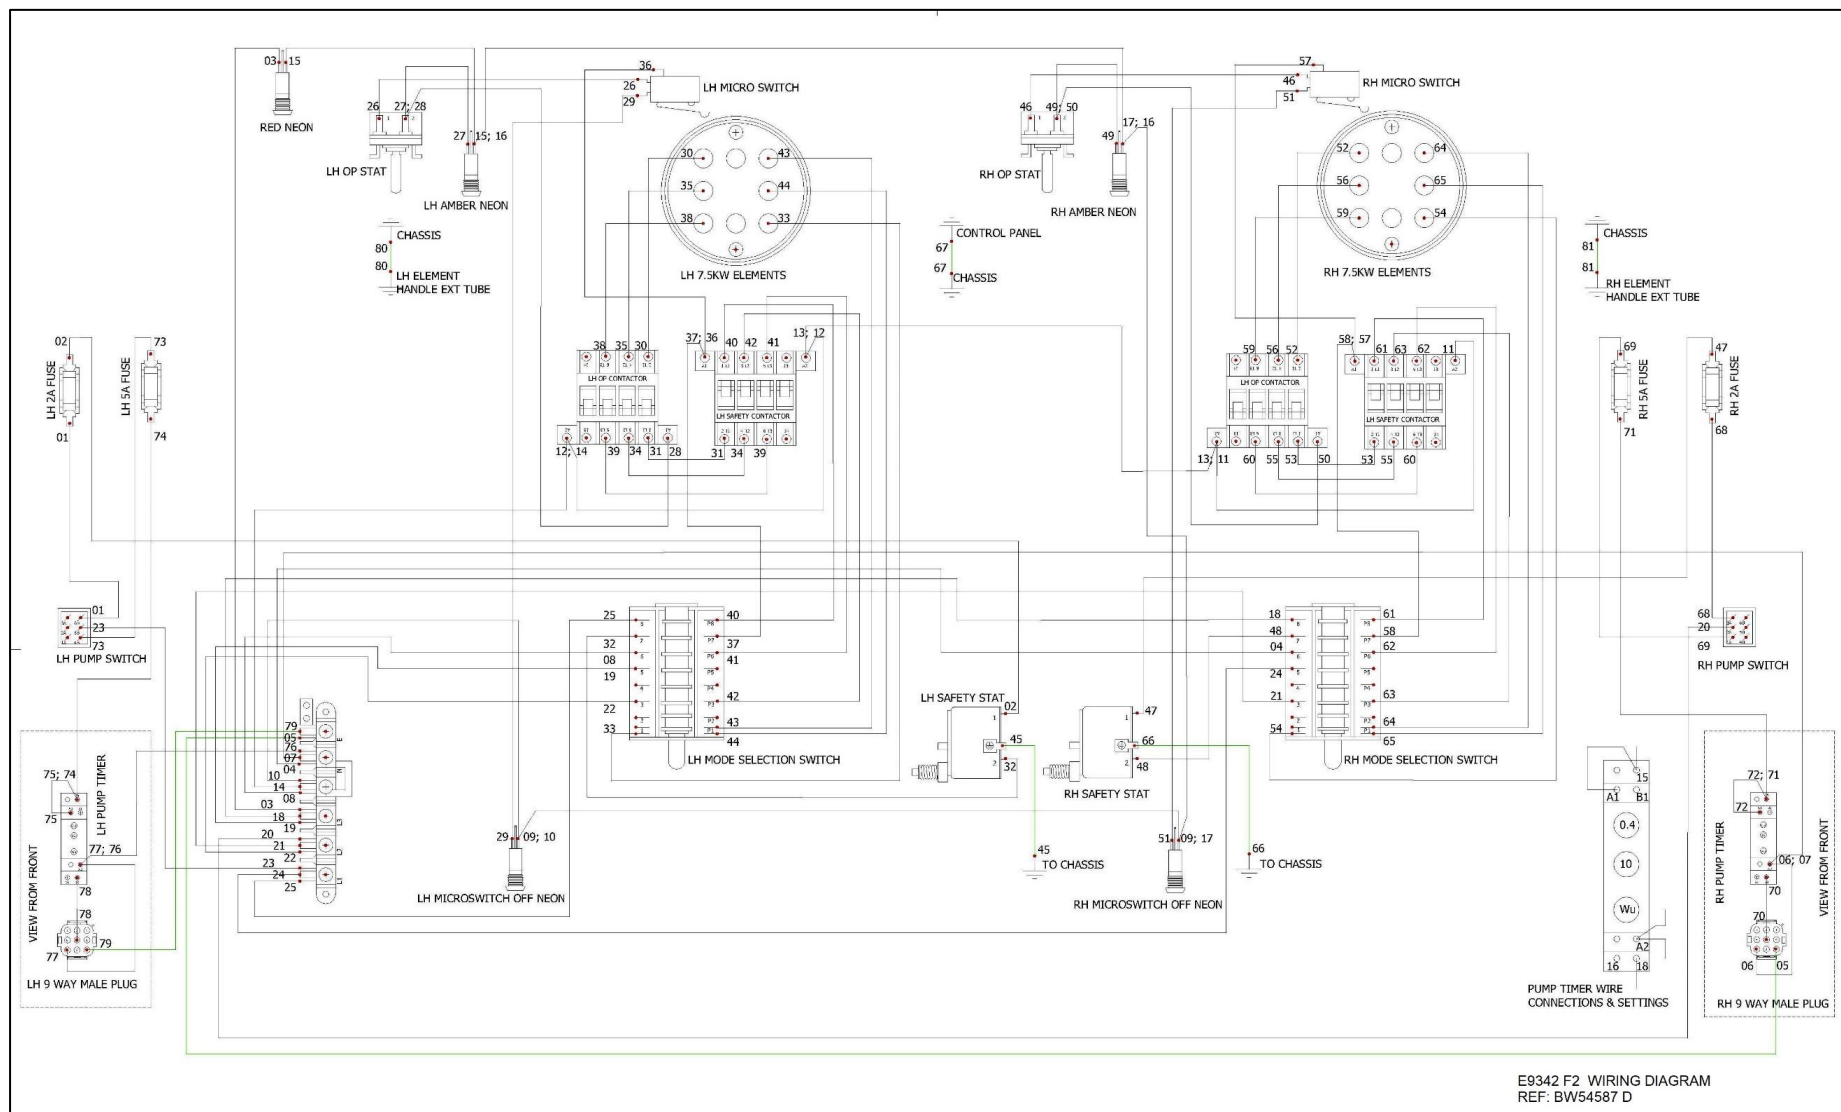 03 15
RED NEON
26 27; 28
LH OP STAT
27 15; 16
LH AMBER NEON
36
26
29
LH MICRO SWITCH
30 43
35 44
38 33
LH 7.5KW ELEMENTS
CHASSIS
80
80
LH ELEMENT
HANDLE EXT TUBE
46 49; 50
RH OP STAT
17; 16
49
RH AMBER NEON
57
46
51
RH MICRO SWITCH
52 64
56 65
59 54
RH 7.5KW ELEMENTS
CONTROL PANEL
67
67
CHASSIS
CHASSIS
81
81
RH ELEMENT
HANDLE EXT TUBE
02
LH 2A FUSE
01
73
LH 5A FUSE
74
38 35 30
LH OP CONTACTOR
12; 14 39 34 31 28
37; 36 40 42 41 13; 12
LH SAFETY CONTACTOR
31 34 39
59 56 52
RH OP CONTACTOR
13; 11 60 55 53 50
58; 57 61 63 62 11
LH SAFETY CONTACTOR
53 55 60
69
RH 5A FUSE
71
47
RH 2A FUSE
68
01
23
73
LH PUMP SWITCH
68
20
69
RH PUMP SWITCH
25 40
32 37
08 41
19
22 42
33 43
44
LH MODE SELECTION SWITCH
18 61
48 58
04 62
24
21 63
54 64
65
RH MODE SELECTION SWITCH
LH SAFETY STAT
1 02
45
2 32
1 47
66
2 48
RH SAFETY STAT
79
05
76
07
04
10
14
08
03
18
19
20
21
22
23
24
25
E
N
L3
L2
L1
75; 74
75
LH PUMP TIMER
77; 76
78
78
79
77
VIEW FROM FRONT
LH 9 WAY MALE PLUG
29 09; 10
LH MICROSWITCH OFF NEON
45
TO CHASSIS
51 09; 17
RH MICROSWITCH OFF NEON
66
TO CHASSIS
15
A1 B1
0.4
10
Wu
A2
16 18
PUMP TIMER WIRE
CONNECTIONS & SETTINGS
72; 71
72
RH PUMP TIMER
06; 07
70
70
06 05
VIEW FROM FRONT
RH 9 WAY MALE PLUG
E9342 F2 WIRING DIAGRAM
REF: BW54587 D